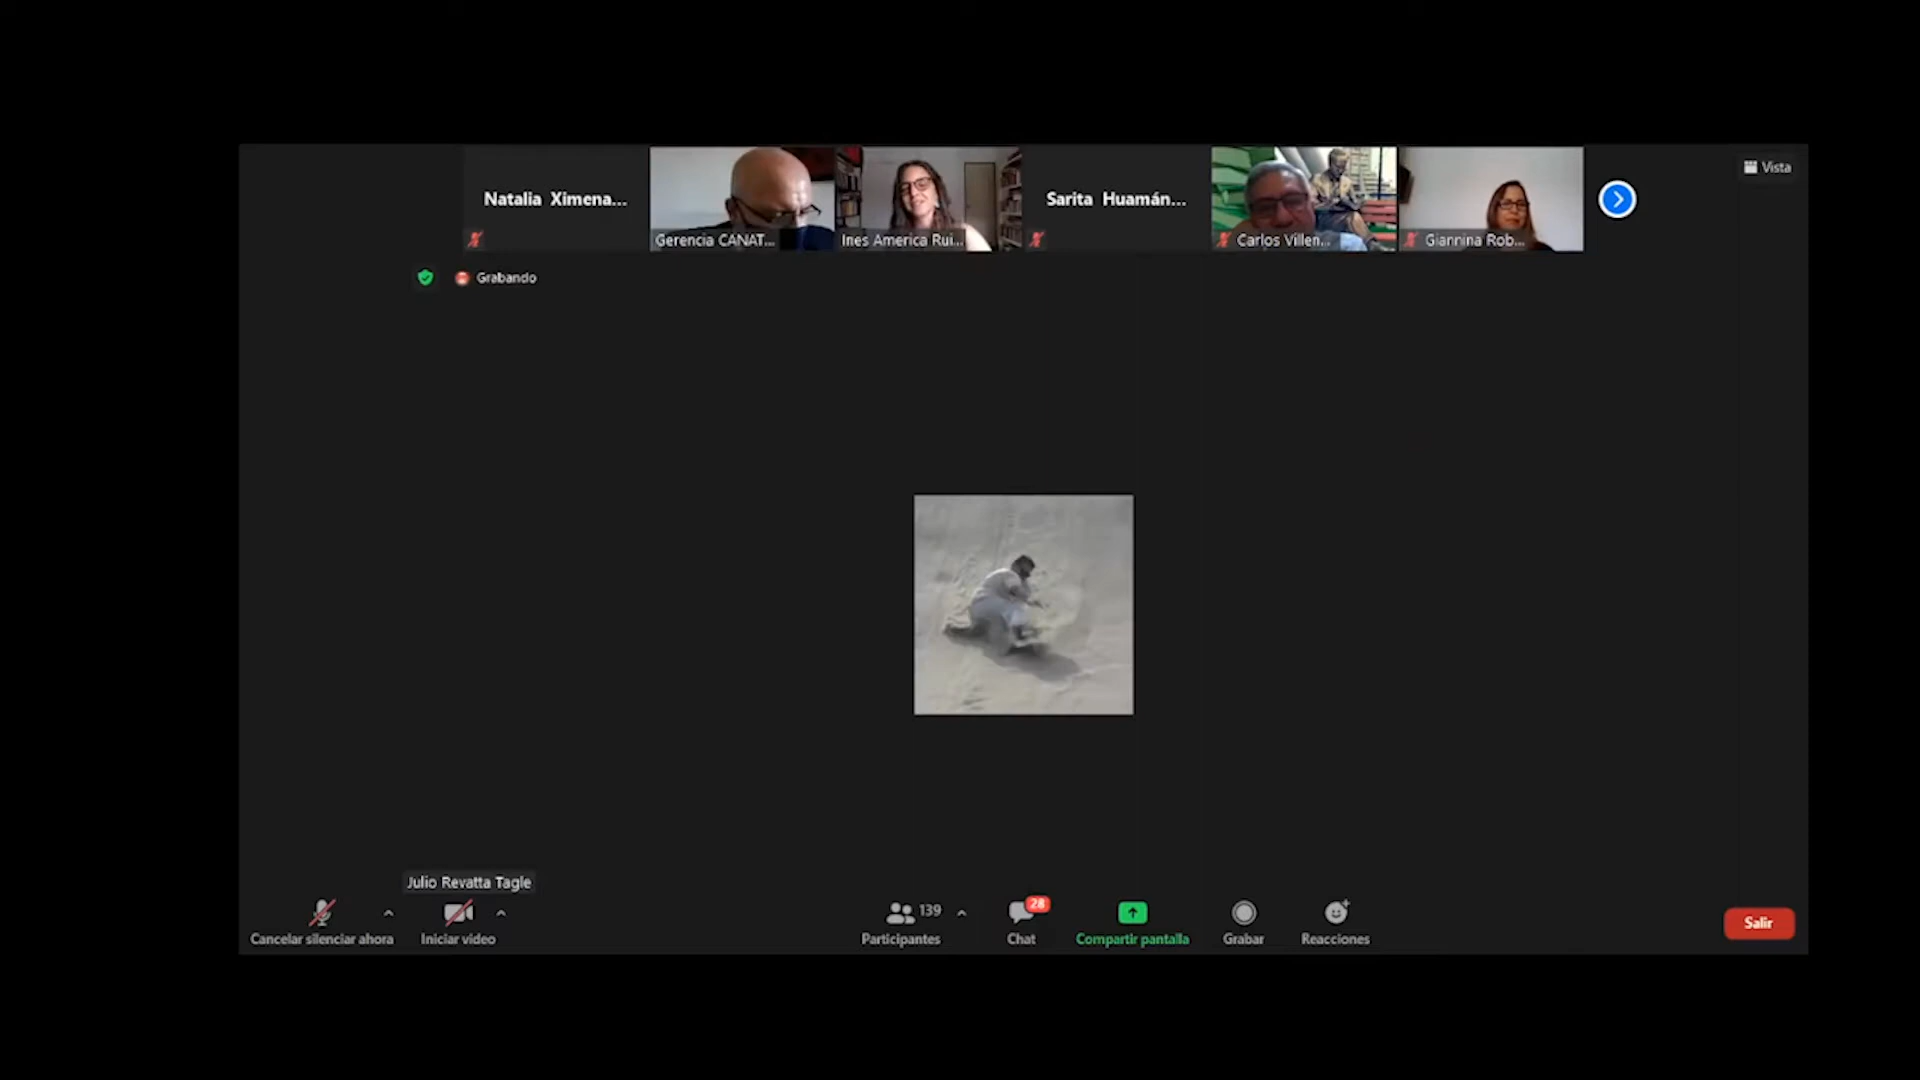 Natalia Ximena...
Gerencia CANAT...
Ines America Rui...
Sarita Huamán...
Carlos Villen...
Giannina Rob...
Vista
Grabando
Julio Revatta Tagle
Cancelar silenciar ahora
Iniciar video
139
Participantes
28
Chat
Compartir pantalla
Grabar
Reacciones
Salir